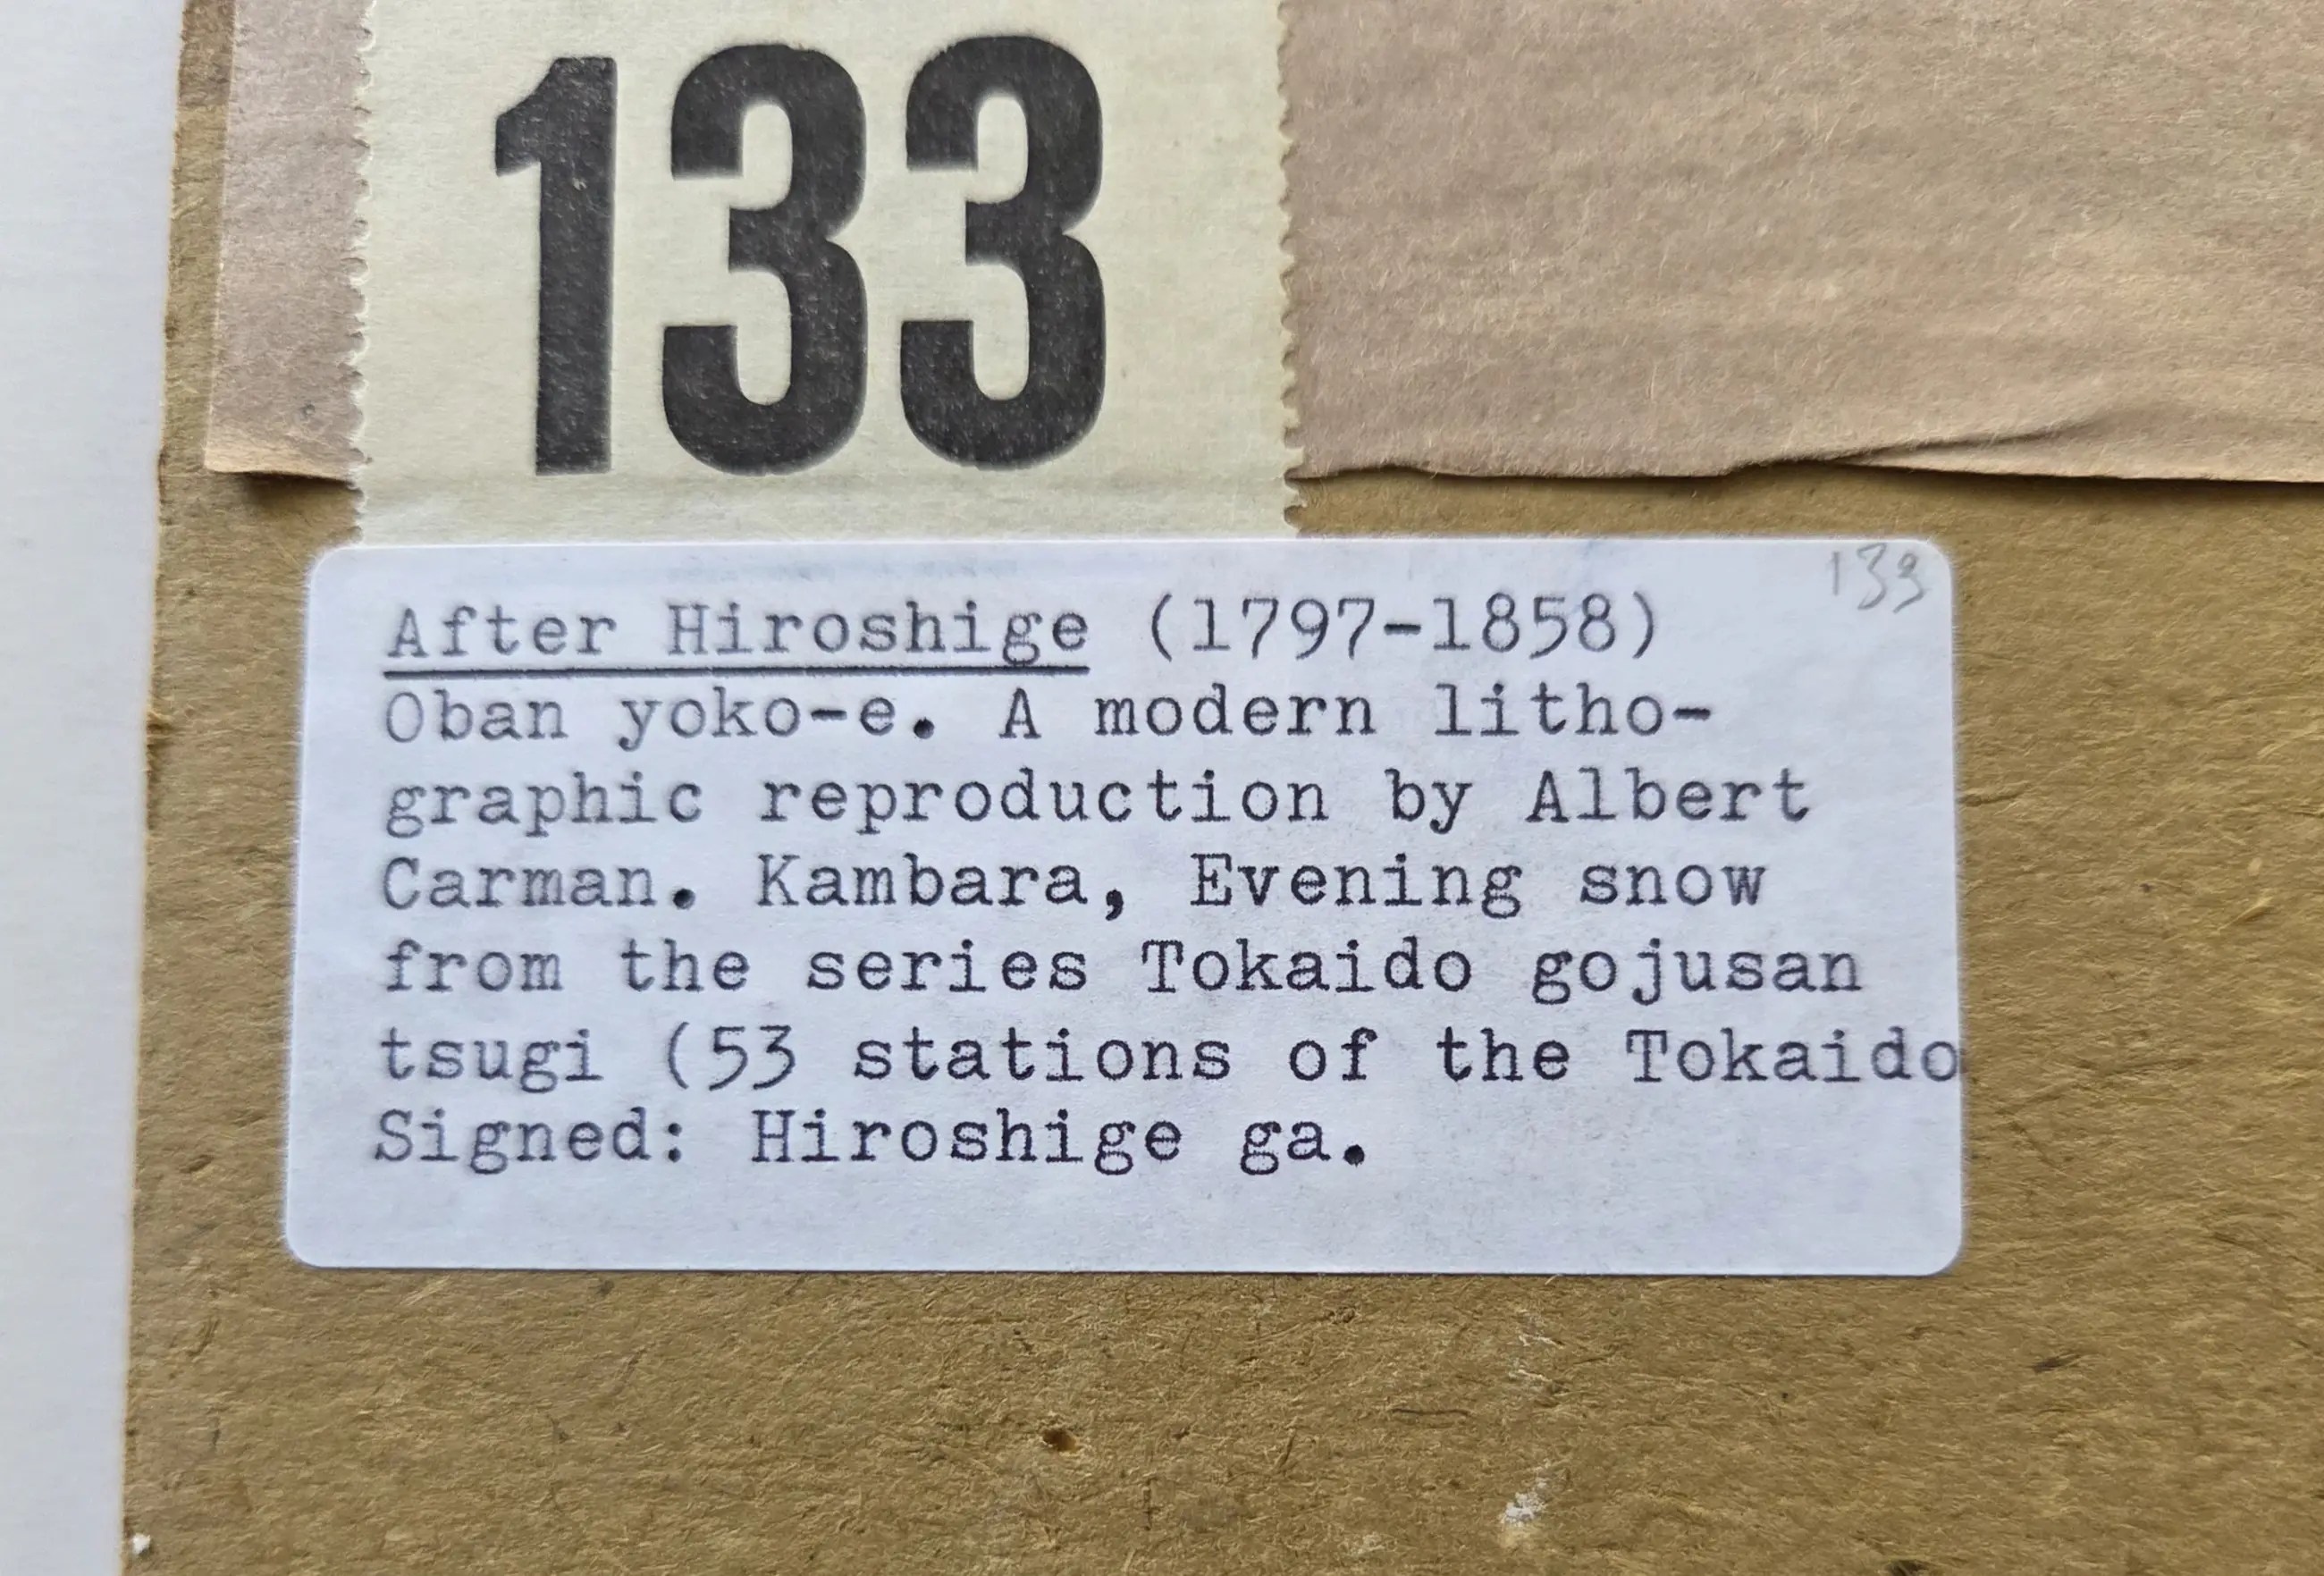 133
133
After Hiroshige (1797-1858)
Oban yoko-e. A modern litho-
graphic reproduction by Albert
Carman. Kambara, Evening snow
from the series Tokaido gojusan
tsugi (53 stations of the Tokaido
Signed: Hiroshige ga.